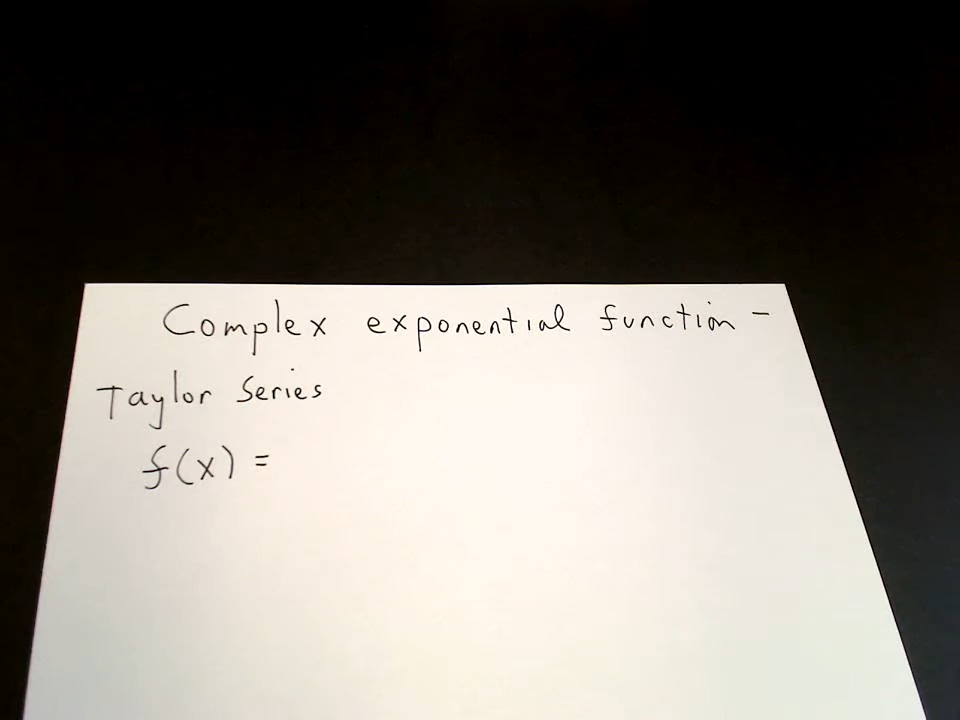 Complex exponential function -
Taylor Series
f(x) =